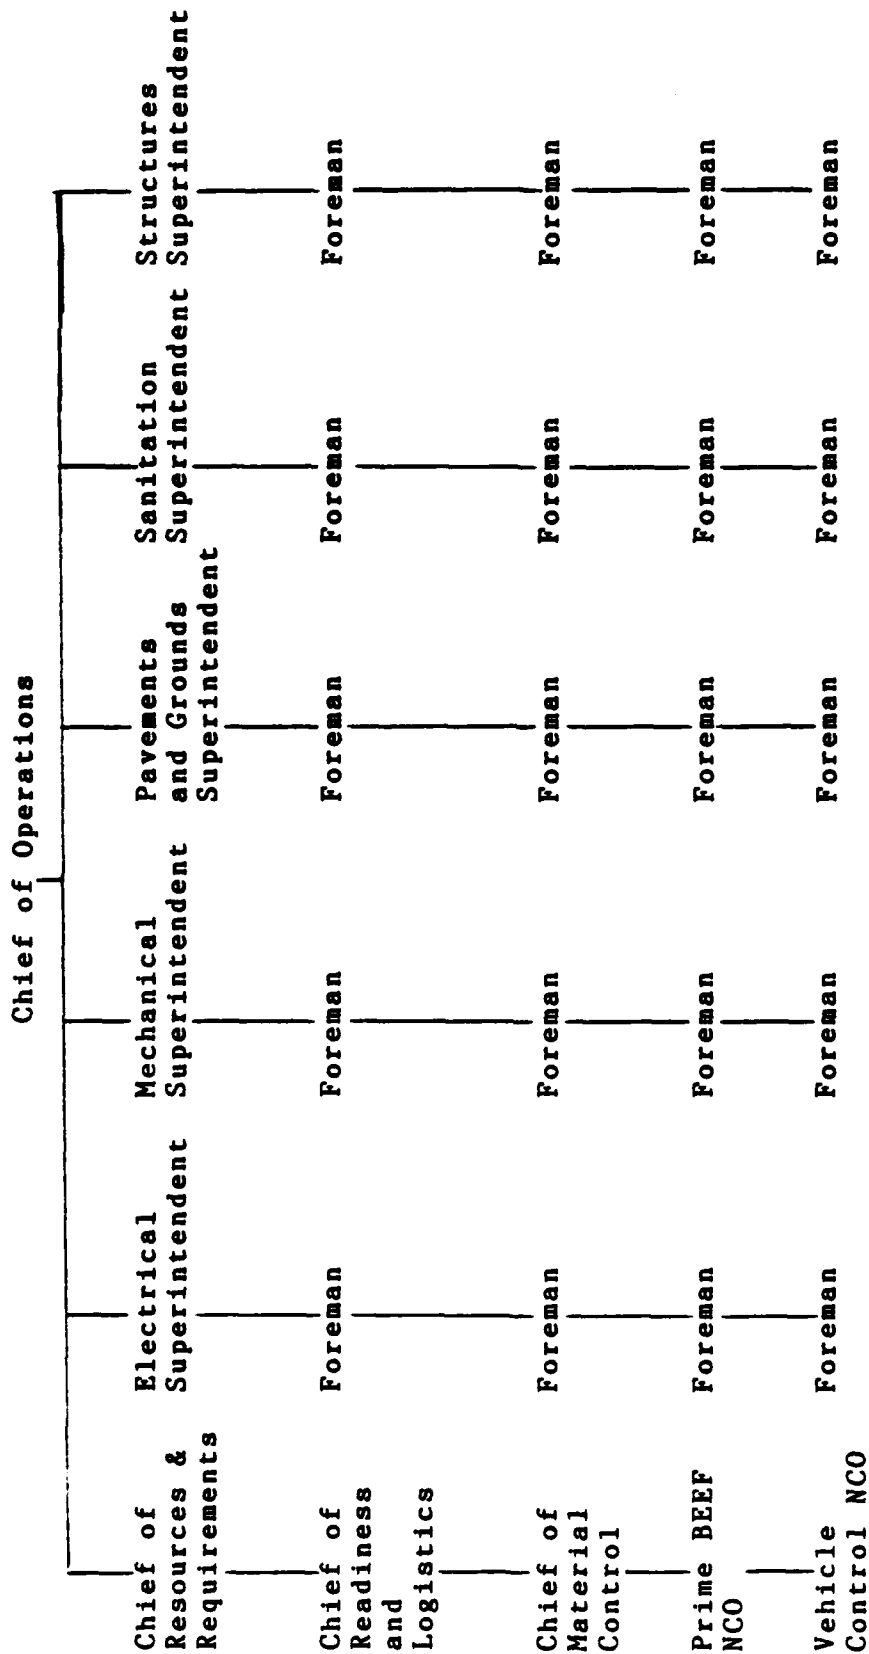 Chief of Operations
Chief of
Resources &
Requirements
Electrical
Superintendent
Mechanical
Superintendent
Pavements
and Grounds
Superintendent
Sanitation
Superintendent
Structures
Superintendent
Chief of
Readiness
and
Logistics
Foreman
Foreman
Foreman
Foreman
Foreman
Chief of
Material
Control
Foreman
Foreman
Foreman
Foreman
Foreman
Prime BEEF
NCO
Foreman
Foreman
Foreman
Foreman
Foreman
Vehicle
Control NCO
Foreman
Foreman
Foreman
Foreman
Foreman